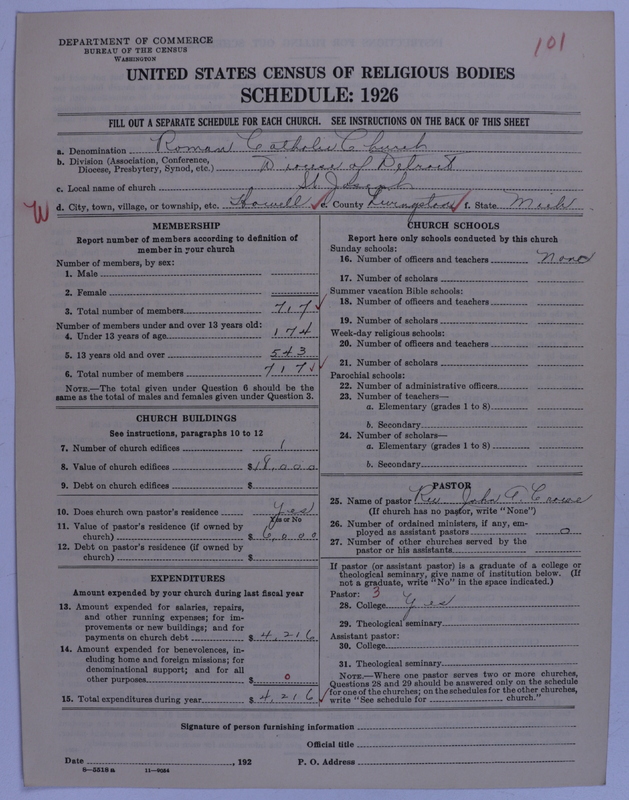 DEPARTMENT OF COMMERCE
BUREAU OF THE CENSUS
WASHINGTON
101
UNITED STATES CENSUS OF RELIGIOUS BODIES
SCHEDULE: 1926
FILL OUT A SEPARATE SCHEDULE FOR EACH CHURCH. SEE INSTRUCTIONS ON THE BACK OF THIS SHEET
a. Denomination Roman Catholic Church
b. Division (Association, Conference, Diocese, Presbytery, Synod, etc.) Diocese of Detroit
c. Local name of church St Joseph
W d. City, town, village, or township, etc. Howell e. County Livingston f. State Mich
MEMBERSHIP
Report number of members according to definition of
member in your church
Number of members, by sex:
1. Male
2. Female
3. Total number of members 717
Number of members under and over 13 years old:
4. Under 13 years of age 174
5. 13 years old and over 543
6. Total number of members 717
NOTE.—The total given under Question 6 should be
same as the total of males and females given under Question 3.
CHURCH BUILDINGS
See instructions, paragraphs 10 to 12
7. Number of church edifices 1
8. Value of church edifices $18,000
9. Debt on church edifices $
10. Does church own pastor's residence Yes
Yes or No
11. Value of pastor's residence (if owned by
church) $ 6000
12. Debt on pastor's residence (if owned by
church) $
EXPENDITURES
Amount expended by your church during last fiscal year
13. Amount expended for salaries, repairs,
and other running expenses; for im-
provements or new buildings; and for
payments on church debt $ 4,216
14. Amount expended for benevolences, in-
cluding home and foreign missions; for
denominational support; and for all
other purposes $ 0
15. Total expenditures during year $ 4,216
CHURCH SCHOOLS
Report here only schools conducted by this church
Sunday schools:
16. Number of officers and teachers None
17. Number of scholars
Summer vacation Bible schools:
18. Number of officers and teachers
19. Number of scholars
Week-day religious schools:
20. Number of officers and teachers
21. Number of scholars
Parochial schools:
22. Number of administrative officers
23. Number of teachers—
a. Elementary (grades 1 to 8)
b. Secondary
24. Number of scholars—
a. Elementary (grades 1 to 8)
b. Secondary
PASTOR
25. Name of pastor Rev. John A. Crowe
(If church has no pastor, write "None")
26. Number of ordained ministers, if any, em-
ployed as assistant pastors 0
27. Number of other churches served by the
pastor or his assistants
If pastor (or assistant pastor) is a graduate of a college or
theological seminary, give name of institution below. (If
not a graduate, write "No" in the space indicated.)
Pastor: 3
28. College Yes
29. Theological seminary
Assistant pastor:
30. College
31. Theological seminary
NOTE.—Where one pastor serves two or more churches,
Questions 28 and 29 should be answered only on the schedule
for one of the churches; on the schedules for the other churches,
write "See schedule for church."
Signature of person furnishing information
Official title
Date , 192 P. O. Address
8—5518 a 11—9054